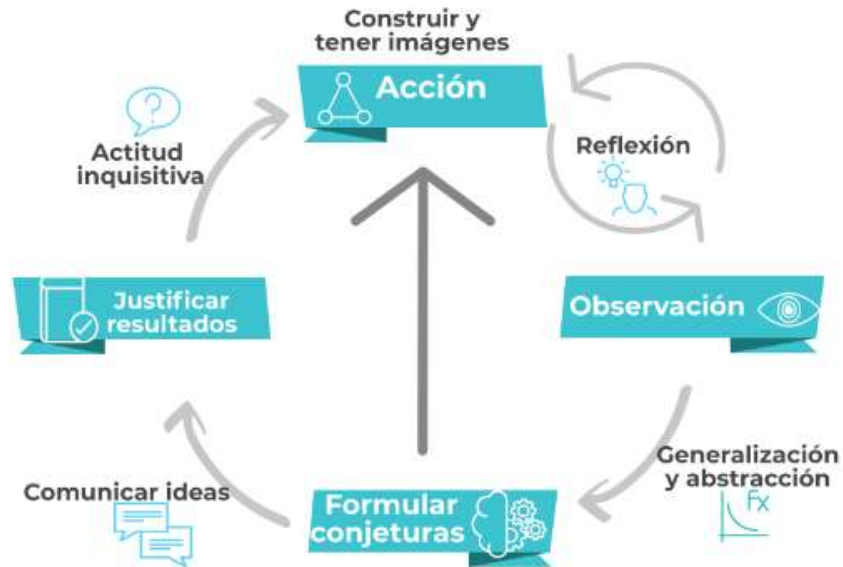 Construir y
tener imágenes
Acción
?
Actitud
inquisitiva
Reflexión
Justificar
resultados
Observación
Generalización
y abstracción
Fx
Comunicar ideas
Formular
conjeturas